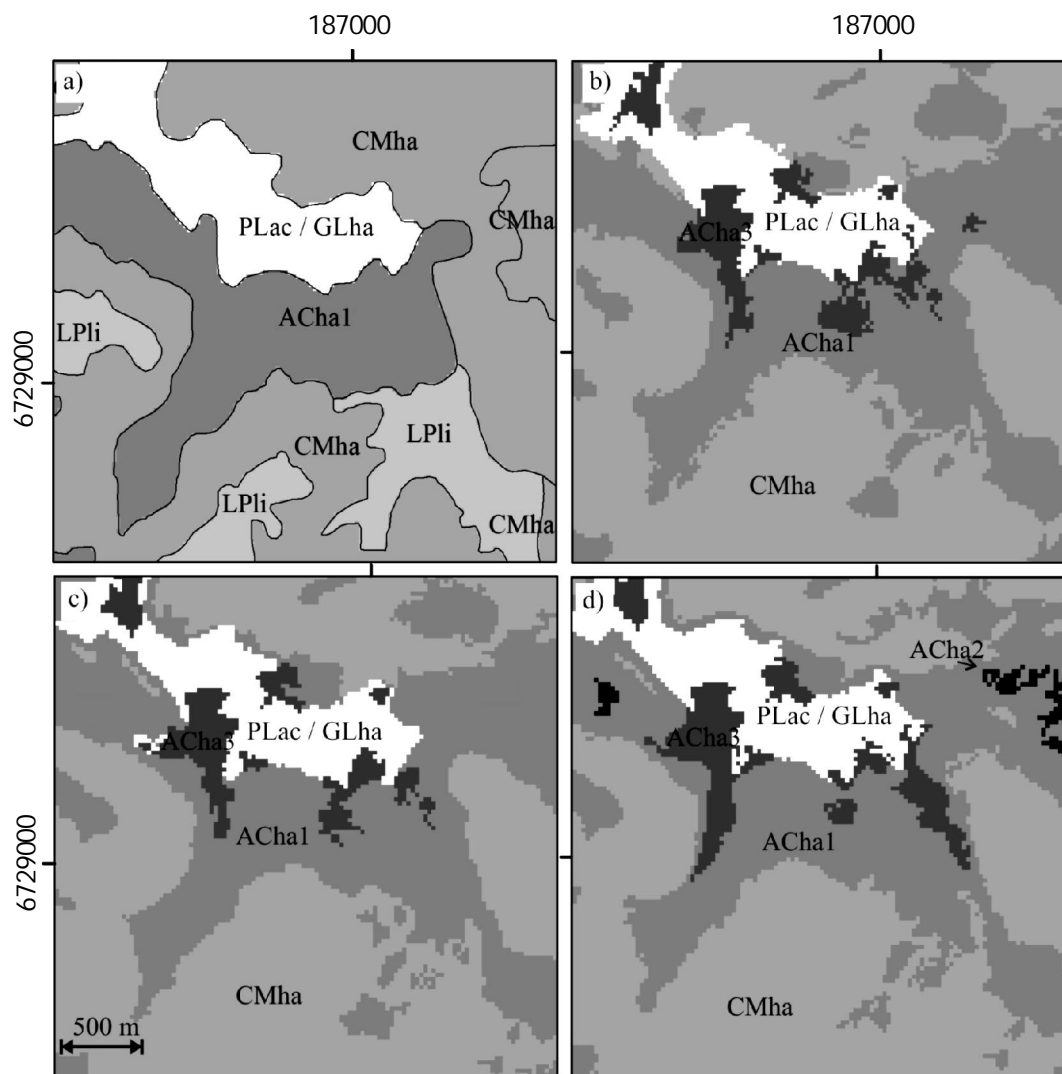 187000
187000
a)
CMha
CMha
PLac / GLha
ACha1
LPli
6729000
CMha
LPli
LPli
CMha
b)
ACha3
PLac / GLha
ACha1
CMha
c)
ACha3
PLac / GLha
ACha1
6729000
CMha
500 m
d)
ACha2
ACha3
PLac / GLha
ACha1
CMha